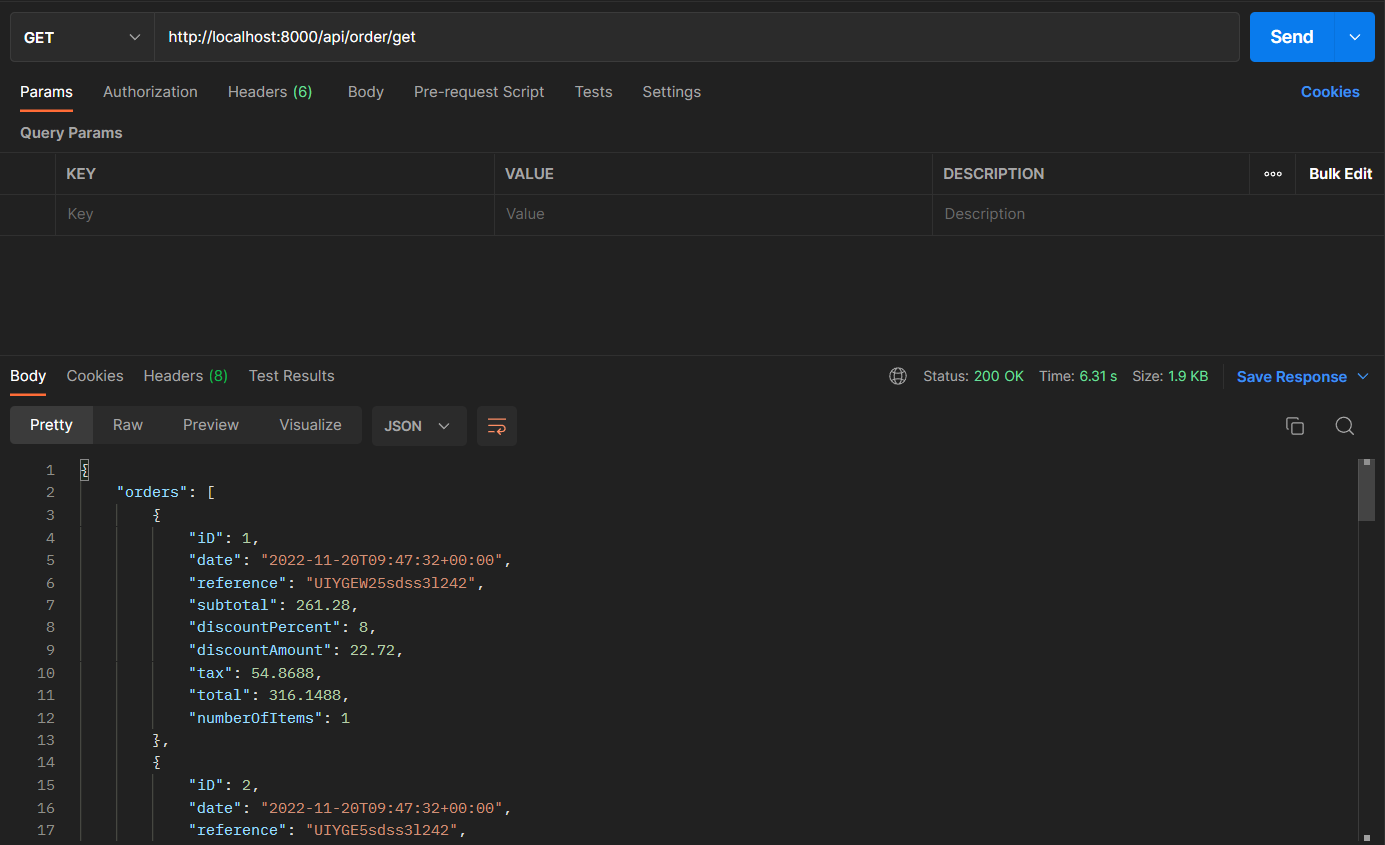 GET http://localhost:8000/api/order/get Send
Params Authorization Headers (6) Body Pre-request Script Tests Settings Cookies
Query Params
KEY VALUE DESCRIPTION ooo Bulk Edit
Key Value Description
Body Cookies Headers (8) Test Results Status: 200 OK Time: 6.31 s Size: 1.9 KB Save Response
Pretty Raw Preview Visualize JSON
1 {
2 "orders": [
3 {
4 "iD": 1,
5 "date": "2022-11-20T09:47:32+00:00",
6 "reference": "UIYGEW25sdss3l242",
7 "subtotal": 261.28,
8 "discountPercent": 8,
9 "discountAmount": 22.72,
10 "tax": 54.8688,
11 "total": 316.1488,
12 "numberOfItems": 1
13 },
14 {
15 "iD": 2,
16 "date": "2022-11-20T09:47:32+00:00",
17 "reference": "UIYGE5sdss3l242",